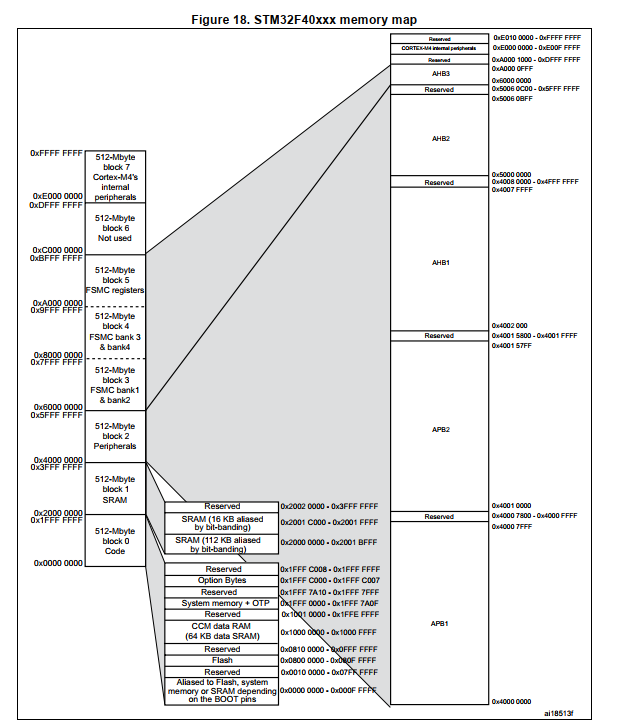 Figure 18. STM32F40xxx memory map
0xFFFF FFFF
512-Mbyte
block 7
Cortex-M4's
internal
peripherals
0xE000 0000
0xDFFF FFFF
512-Mbyte
block 6
Not used
0xC000 0000
0xBFFF FFFF
512-Mbyte
block 5
FSMC registers
0xA000 0000
0x9FFF FFFF
512-Mbyte
block 4
FSMC bank 3
& bank4
0x8000 0000
0x7FFF FFFF
512-Mbyte
block 3
FSMC bank1
& bank2
0x6000 0000
0x5FFF FFFF
512-Mbyte
block 2
Peripherals
0x4000 0000
0x3FFF FFFF
512-Mbyte
block 1
SRAM
0x2000 0000
0x1FFF FFFF
512-Mbyte
block 0
Code
0x0000 0000
Reserved 0x2002 0000 - 0x3FFF FFFF
SRAM (16 KB aliased
by bit-banding) 0x2001 C000 - 0x2001 FFFF
SRAM (112 KB aliased
by bit-banding) 0x2000 0000 - 0x2001 BFFF
Reserved 0x1FFF C008 - 0x1FFF FFFF
Option Bytes 0x1FFF C000 - 0x1FFF C007
Reserved 0x1FFF 7A10 - 0x1FFF 7FFF
System memory + OTP 0x1FFF 0000 - 0x1FFF 7A0F
Reserved 0x1001 0000 - 0x1FFE FFFF
CCM data RAM
(64 KB data SRAM) 0x1000 0000 - 0x1000 FFFF
Reserved 0x0810 0000 - 0x0FFF FFFF
Flash 0x0800 0000 - 0x080F FFFF
Reserved 0x0010 0000 - 0x07FF FFFF
Aliased to Flash, system
memory or SRAM depending 0x0000 0000 - 0x000F FFFF
on the BOOT pins
Reserved 0xE010 0000 - 0xFFFF FFFF
CORTEX-M4 internal peripherals 0xE000 0000 - 0xE00F FFFF
Reserved 0xA000 1000 - 0xDFFF FFFF
0xA000 0FFF
AHB3
0x6000 0000
Reserved 0x5006 0C00 - 0x5FFF FFFF
0x5006 0BFF
AHB2
0x5000 0000
Reserved 0x4008 0000 - 0x4FFF FFFF
0x4007 FFFF
AHB1
0x4002 000
Reserved 0x4001 5800 - 0x4001 FFFF
0x4001 57FF
APB2
0x4001 0000
Reserved 0x4000 7800 - 0x4000 FFFF
0x4000 7FFF
APB1
0x4000 0000
ai18513f